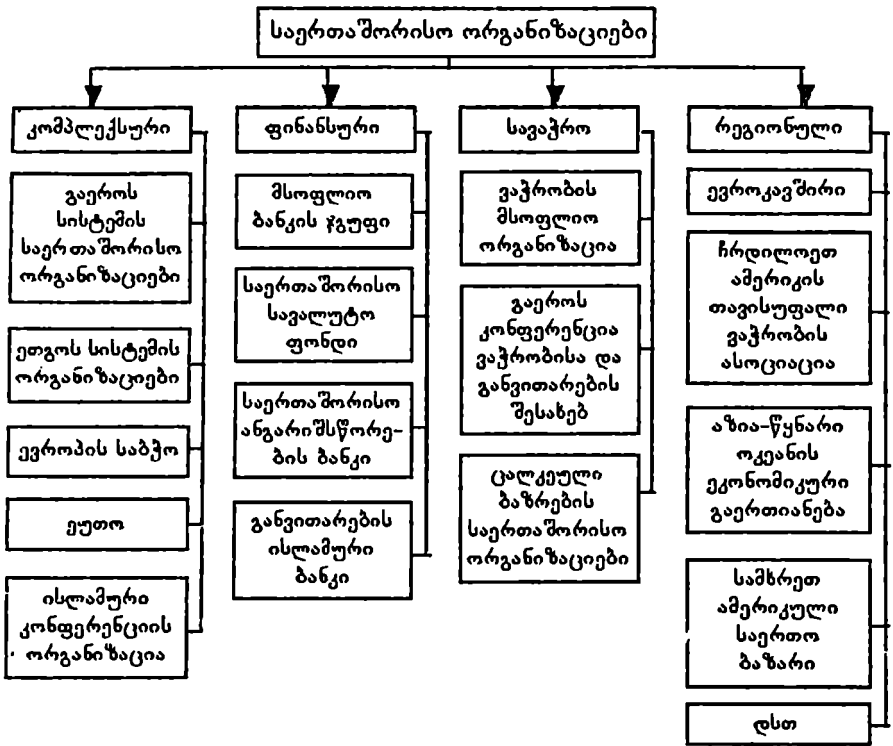 საერთაშორისო ორგანიზაციები
კომპლექსური
გაეროს
სისტემის
საერთაშორისო
ორგანიზაციები
ეთგოს სისტემის
ორგანიზაციები
ევროპის საბჭო
ეუთო
ისლამური
კონფერენციის
ორგანიზაცია
ფინანსური
მსოფლიო
ბანკის ჯგუფი
საერთაშორისო
სავალუტო
ფონდი
საერთაშორისო
ანგარიშსწორე-
ბის ბანკი
განვითარების
ისლამური
ბანკი
სავაჭრო
ვაჭრობის
მსოფლიო
ორგანიზაცია
გაეროს
კონფერენცია
ვაჭრობისა და
განვითარების
შესახებ
ცალკეული
ბაზრების
საერთაშორისო
ორგანიზაციები
რეგიონული
ევროკავშირი
ჩრდილოეთ
ამერიკის
თავისუფალი
ვაჭრობის
ასოციაცია
აზია-წყნარი
ოკეანის
ეკონომიკური
გაერთიანება
სამხრეთ
ამერიკული
საერთო
ბაზარი
დსთ